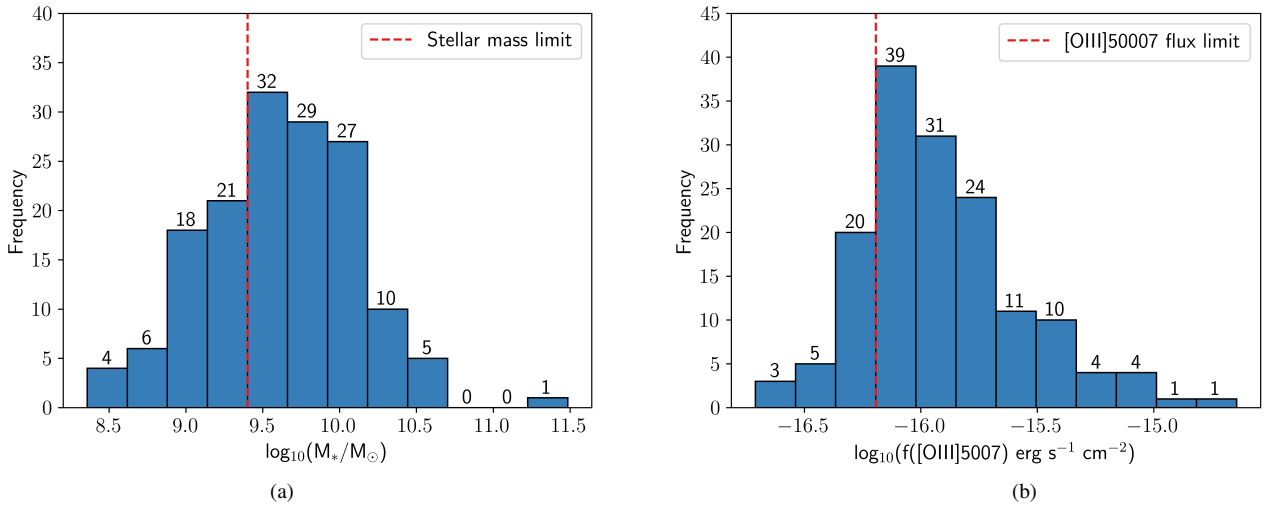 40
35
30
25
20
15
10
5
0
Frequency
Stellar mass limit
4 6 18 21 32 29 27 10 5 0 0 1
8.5 9.0 9.5 10.0 10.5 11.0 11.5
log₁₀(M∗/M⊙)
(a)
45
40
35
30
25
20
15
10
5
0
Frequency
[OIII]50007 flux limit
3 5 20 39 31 24 11 10 4 4 1 1
−16.5 −16.0 −15.5 −15.0
log₁₀(f([OIII]5007) erg s⁻¹ cm⁻²)
(b)